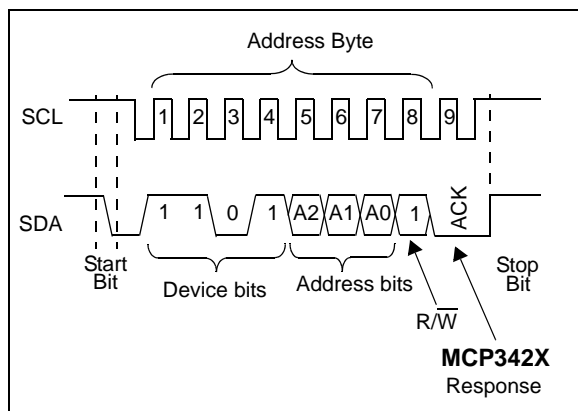 Address Byte
SCL 1 2 3 4 5 6 7 8 9
SDA 1 1 0 1 A2 A1 A0 1 ACK
Start Bit
Device bits
Address bits
Stop Bit
R/W̅
MCP342X
Response